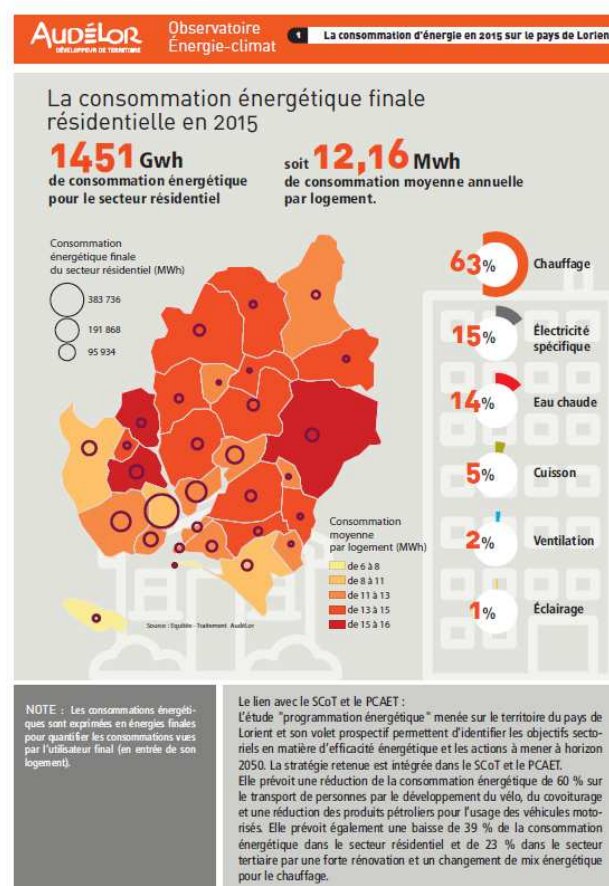 AUDÉLOR
DÉVELOPPEUR DE TERRITOIRE
Observatoire
Énergie-climat
1
La consommation d'énergie en 2015 sur le pays de Lorien
La consommation énergétique finale
résidentielle en 2015
1451 Gwh
de consommation énergétique
pour le secteur résidentiel
soit 12,16 Mwh
de consommation moyenne annuelle
par logement.
Consommation
énergétique finale
du secteur résidentiel (MWh)
383 736
191 868
95 934
63% Chauffage
15% Électricité
spécifique
14% Eau chaude
5% Cuisson
2% Ventilation
1% Éclairage
Consommation
moyenne
par logement (MWh)
de 6 à 8
de 8 à 11
de 11 à 13
de 13 à 15
de 15 à 16
Source : Egulitée - Traitement AudéLor
NOTE : Les consommations énergéti-
ques sont exprimées en énergies finales
pour quantifier les consommations vues
par l'utilisateur final (en entrée de son
logement).
Le lien avec le SCoT et le PCAET :
L'étude "programmation énergétique" menée sur le territoire du pays de
Lorient et son volet prospectif permettent d'identifier les objectifs secto-
riels en matière d'efficacité énergétique et les actions à mener à horizon
2050. La stratégie retenue est intégrée dans le SCoT et le PCAET.
Elle prévoit une réduction de la consommation énergétique de 60 % sur
le transport de personnes par le développement du vélo, du covoiturage
et une réduction des produits pétroliers pour l'usage des véhicules moto-
risés. Elle prévoit également une baisse de 39 % de la consommation
énergétique dans le secteur résidentiel et de 23 % dans le secteur
tertiaire par une forte rénovation et un changement de mix énergétique
pour le chauffage.